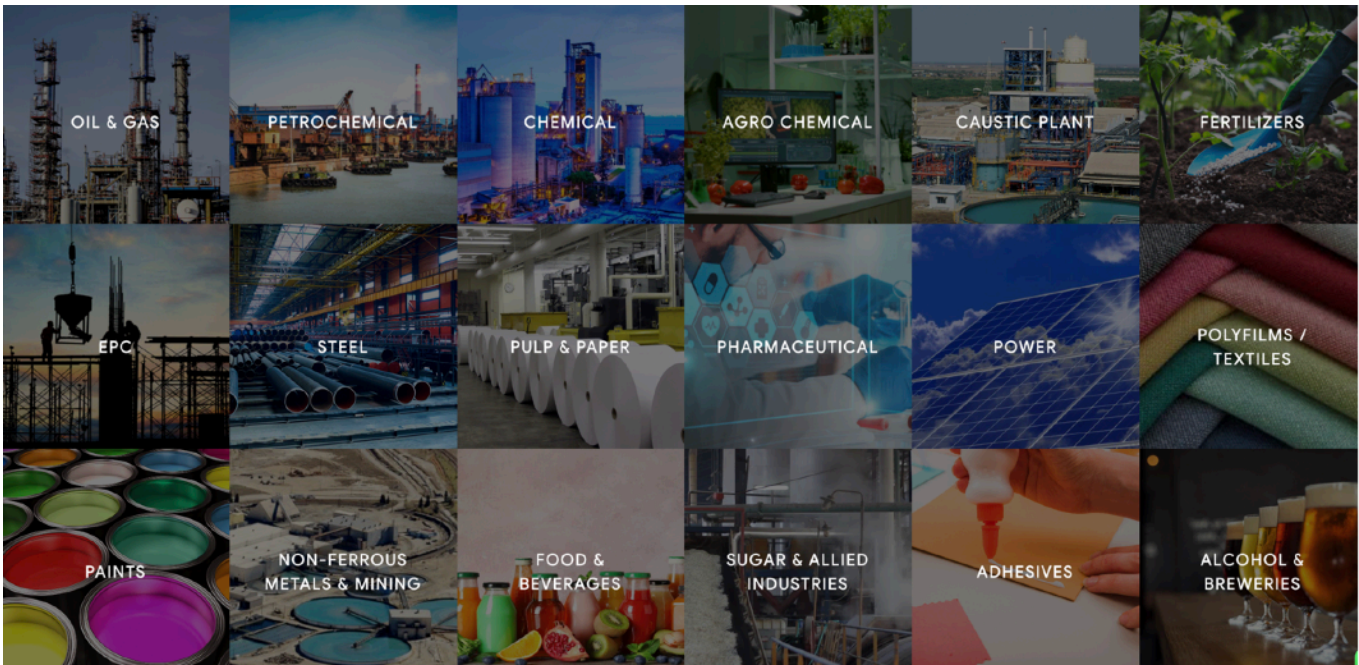 OIL & GAS
PETROCHEMICAL
CHEMICAL
AGRO CHEMICAL
CAUSTIC PLANT
FERTILIZERS
EPC
STEEL
PULP & PAPER
PHARMACEUTICAL
POWER
POLYFILMS /
TEXTILES
PAINTS
NON-FERROUS
METALS & MINING
FOOD &
BEVERAGES
SUGAR & ALLIED
INDUSTRIES
ADHESIVES
ALCOHOL &
BREWERIES